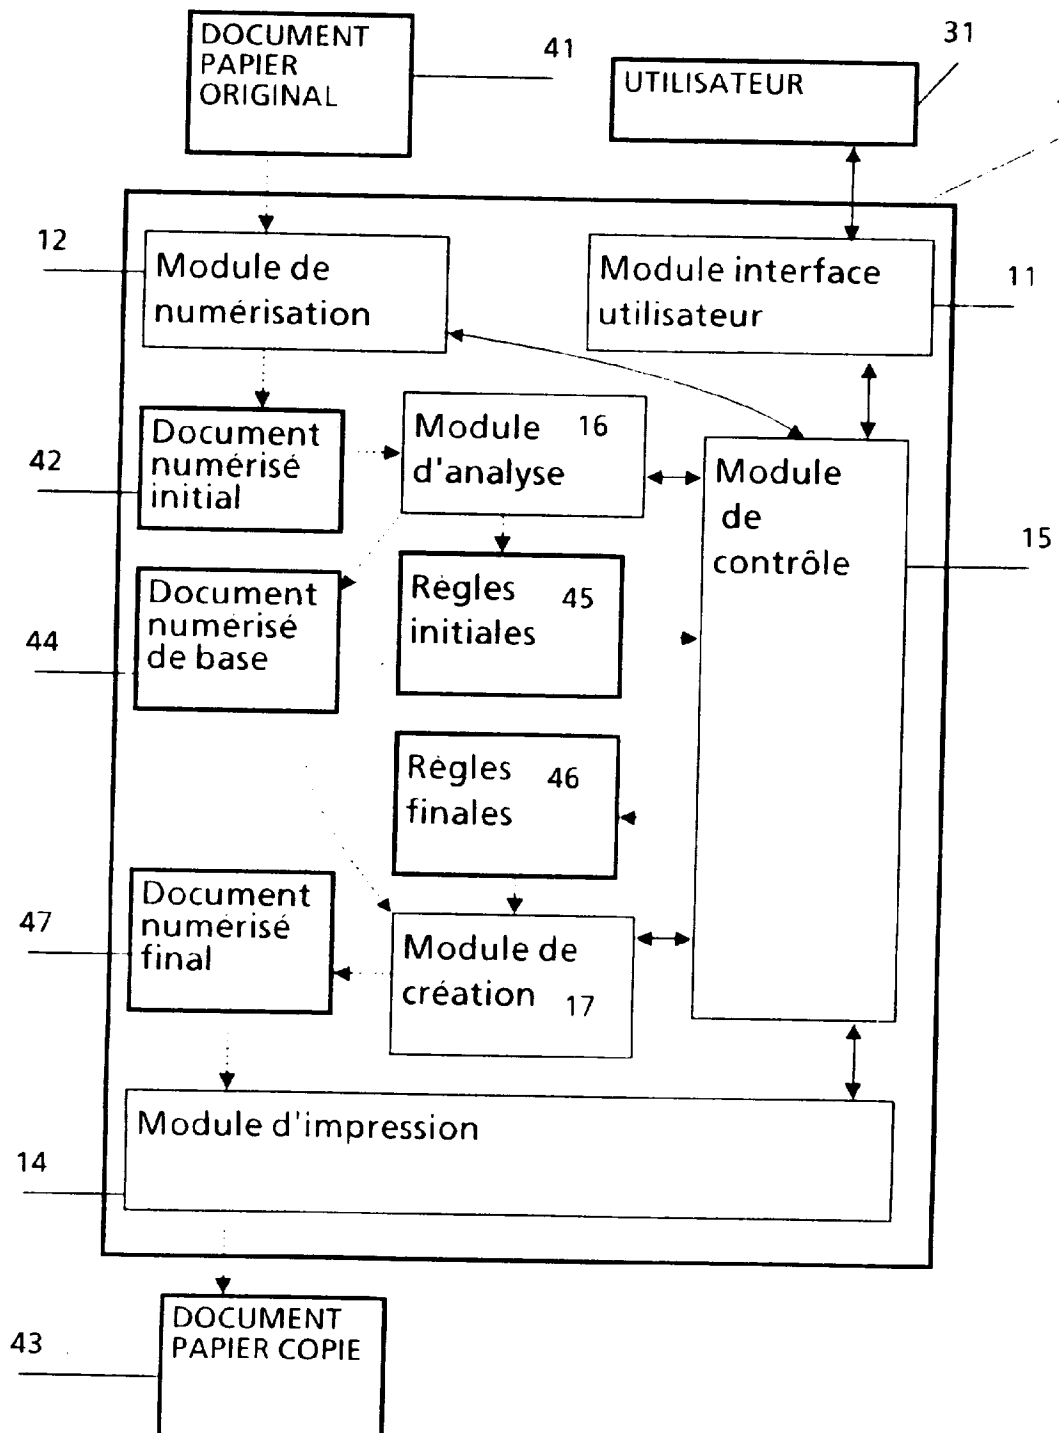 DOCUMENT
PAPIER
ORIGINAL
41
31
UTILISATEUR
12
Module de
numérisation
Module interface
utilisateur
11
42
Document
numérisé
initial
Module 16
d'analyse
Module
de
contrôle
15
44
Document
numérisé
de base
Règles 45
initiales
Règles 46
finales
47
Document
numérisé
final
Module de
création 17
14
Module d'impression
43
DOCUMENT
PAPIER COPIE